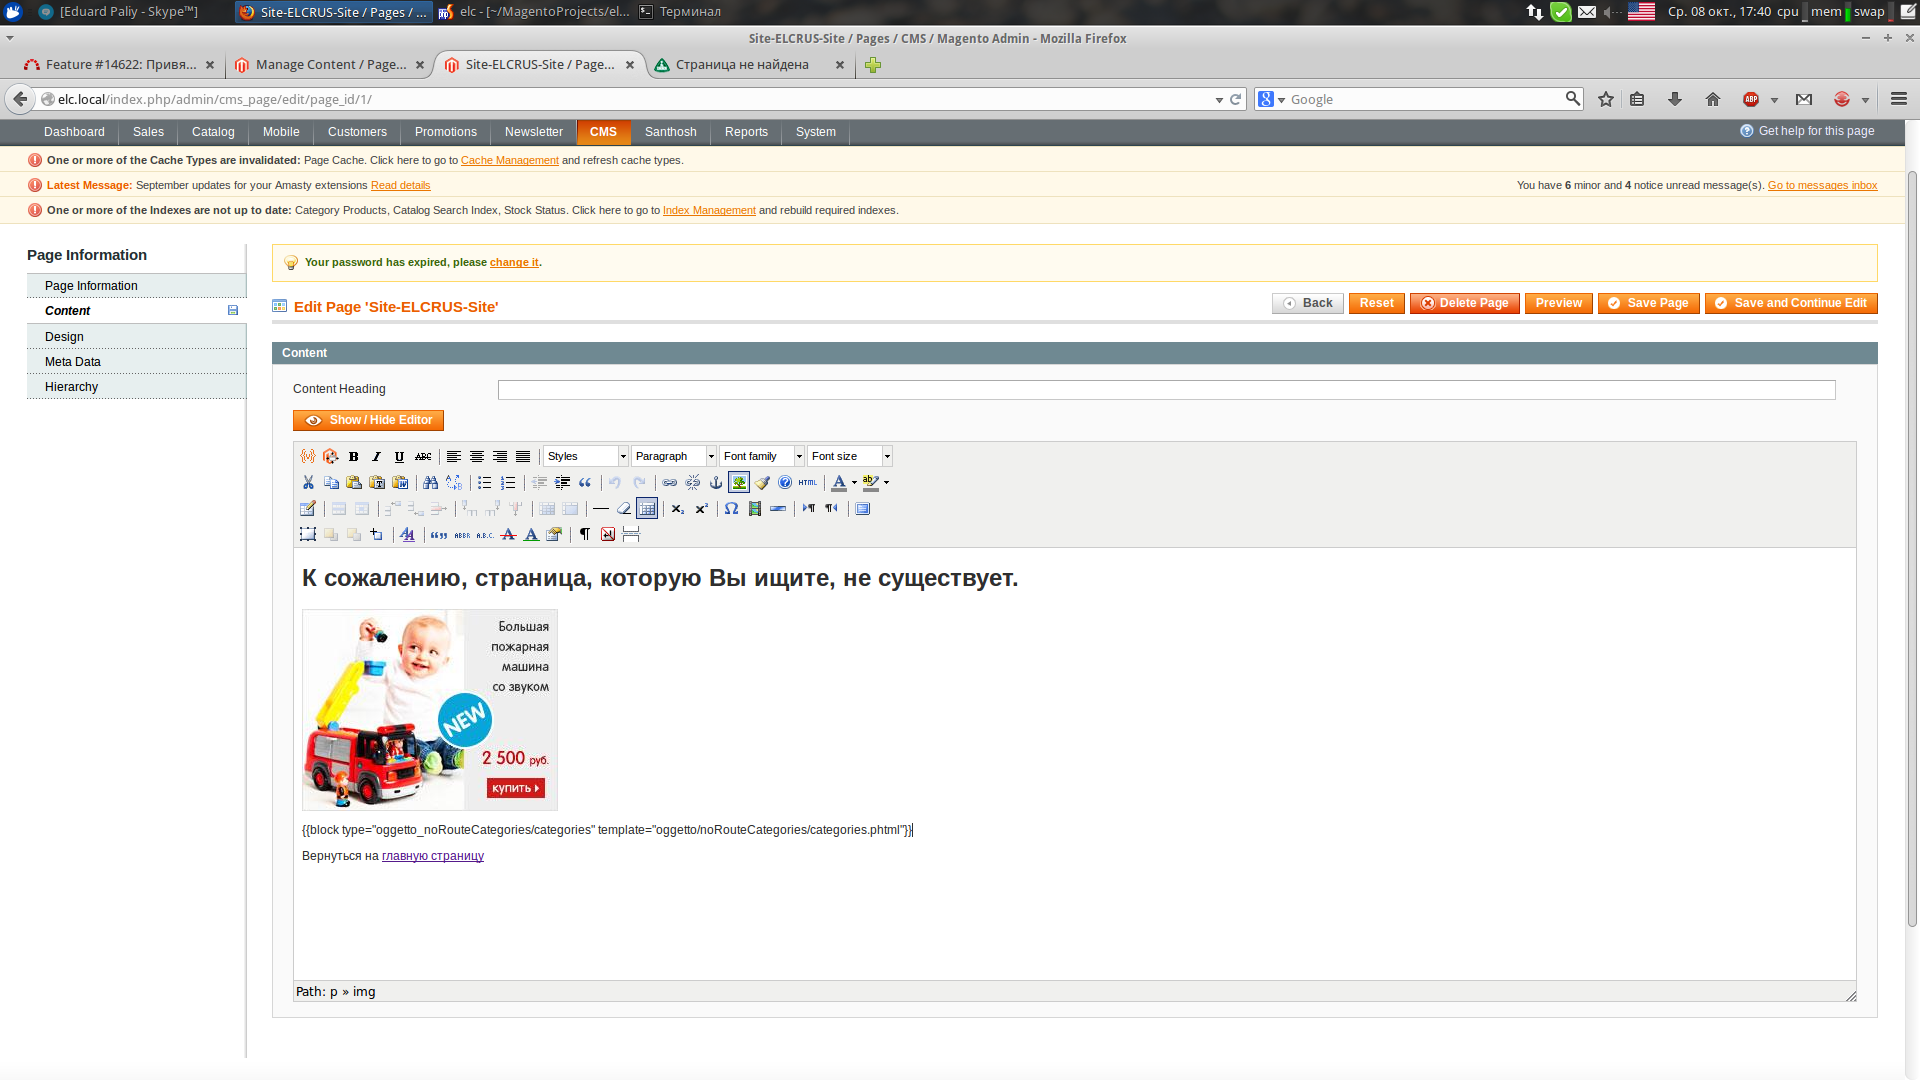 [Eduard Paliy - Skype™]
Site-ELCRUS-Site / Pages / ...
elc - [~/MagentoProjects/el...
Терминал
Ср. 08 окт., 17:40 cpu mem swap
Site-ELCRUS-Site / Pages / CMS / Magento Admin - Mozilla Firefox
Feature #14622: Привя...
Manage Content / Page...
Site-ELCRUS-Site / Page...
Страница не найдена
elc.local/index.php/admin/cms_page/edit/page_id/1/
Google
ABP
Dashboard Sales Catalog Mobile Customers Promotions Newsletter CMS Santhosh Reports System
Get help for this page
One or more of the Cache Types are invalidated: Page Cache. Click here to go to Cache Management and refresh cache types.
Latest Message: September updates for your Amasty extensions Read details
You have 6 minor and 4 notice unread message(s). Go to messages inbox
One or more of the Indexes are not up to date: Category Products, Catalog Search Index, Stock Status. Click here to go to Index Management and rebuild required indexes.
Page Information
Page Information
Content
Design
Meta Data
Hierarchy
Your password has expired, please change it.
Edit Page 'Site-ELCRUS-Site'
Back Reset Delete Page Preview Save Page Save and Continue Edit
Content
Content Heading
Show / Hide Editor
B I U ABC Styles Paragraph Font family Font size
HTML A ab
ABBR A.B.C. A A
К сожалению, страница, которую Вы ищите, не существует.
Большая
пожарная
машина
со звуком
NEW
2 500 руб.
купить
{{block type="oggetto_noRouteCategories/categories" template="oggetto/noRouteCategories/categories.phtml"}}
Вернуться на главную страницу
Path: p » img